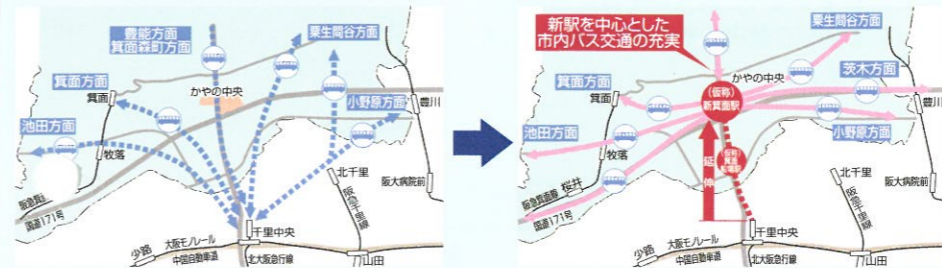 豊能方面
箕面森町方面
粟生間谷方面
箕面方面
箕面
かやの中央
小野原方面
豊川
池田方面
牧落
北千里
阪大病院前
阪急千里線
国道171号
千里中央
少路
大阪モノレール
中国自動車道
北大阪急行線
山田
新駅を中心とした
市内バス交通の充実
粟生間谷方面
かやの中央
茨木方面
箕面方面
箕面
(仮称)
新箕面駅
豊川
池田方面
小野原方面
牧落
(仮称)
延伸
北千里
阪大病院前
桜井
阪急箕面線
国道171号
阪急千里線
千里中央
少路
大阪モノレール
中国自動車道
北大阪急行線
山田